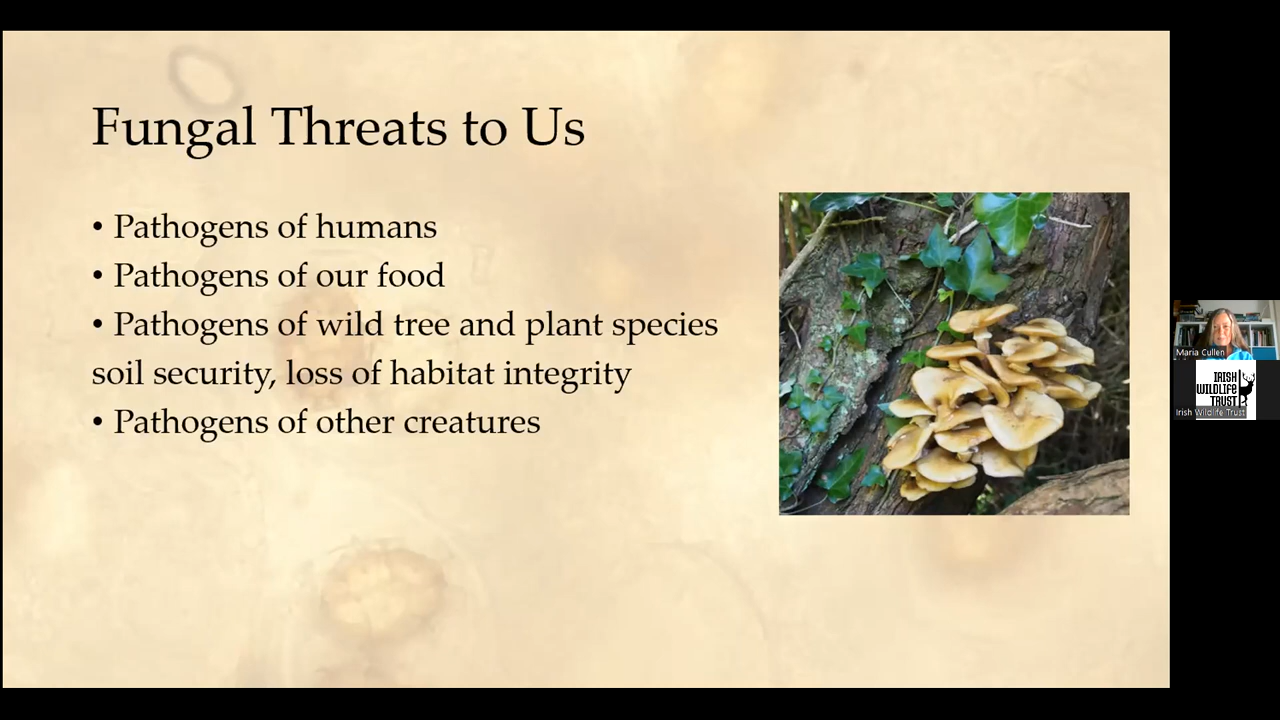 Fungal Threats to Us
• Pathogens of humans
• Pathogens of our food
• Pathogens of wild tree and plant species
soil security, loss of habitat integrity
• Pathogens of other creatures
Maria Cullen
IRISH
WILDLIFE
TRUST
Irish Wildlife Trust